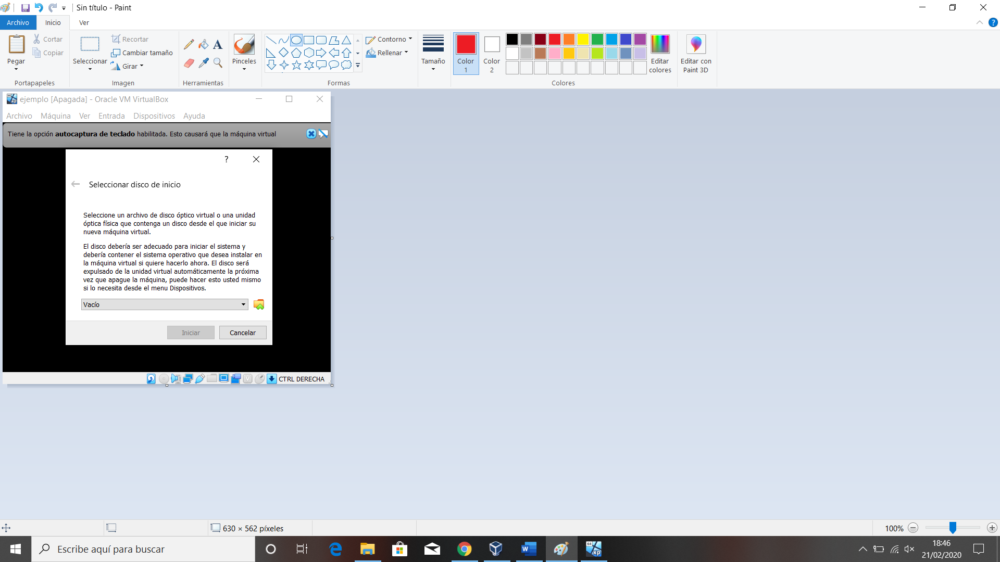 Sin título - Paint
Archivo
Inicio
Ver
Pegar
Cortar
Copiar
Portapapeles
Seleccionar
Recortar
Cambiar tamaño
Girar
Imagen
Herramientas
Pinceles
Formas
Contorno
Rellenar
Tamaño
Color
1
Color
2
Colores
Editar
colores
Editar con
Paint 3D
ejemplo [Apagada] - Oracle VM VirtualBox
Archivo Máquina Ver Entrada Dispositivos Ayuda
Tiene la opción autocaptura de teclado habilitada. Esto causará que la máquina virtual
?
Seleccionar disco de inicio
Seleccione un archivo de disco óptico virtual o una unidad
óptica física que contenga un disco desde el que iniciar su
nueva máquina virtual.
El disco debería ser adecuado para iniciar el sistema y
debería contener el sistema operativo que desea instalar en
la máquina virtual si quiere hacerlo ahora. El disco será
expulsado de la unidad virtual automáticamente la próxima
vez que apague la máquina, puede hacer esto usted mismo
si lo necesita desde el menu Dispositivos.
Vacío
Iniciar
Cancelar
CTRL DERECHA
630 × 562 píxeles
100%
Escribe aquí para buscar
18:46
21/02/2020